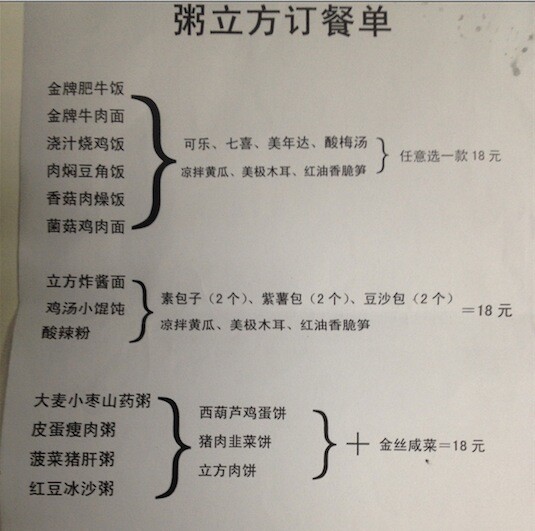 粥立方订餐单
金牌肥牛饭
金牌牛肉面
浇汁烧鸡饭
肉焖豆角饭
香菇肉燥饭
菌菇鸡肉面
可乐、七喜、美年达、酸梅汤
凉拌黄瓜、美极木耳、红油香脆笋
任意选一款 18 元
立方炸酱面
鸡汤小馄饨
酸辣粉
素包子（2 个）、紫薯包（2 个）、豆沙包（2 个）
凉拌黄瓜、美极木耳、红油香脆笋
＝18 元
大麦小枣山药粥
皮蛋瘦肉粥
菠菜猪肝粥
红豆冰沙粥
西葫芦鸡蛋饼
猪肉韭菜饼
立方肉饼
＋ 金丝咸菜＝18 元